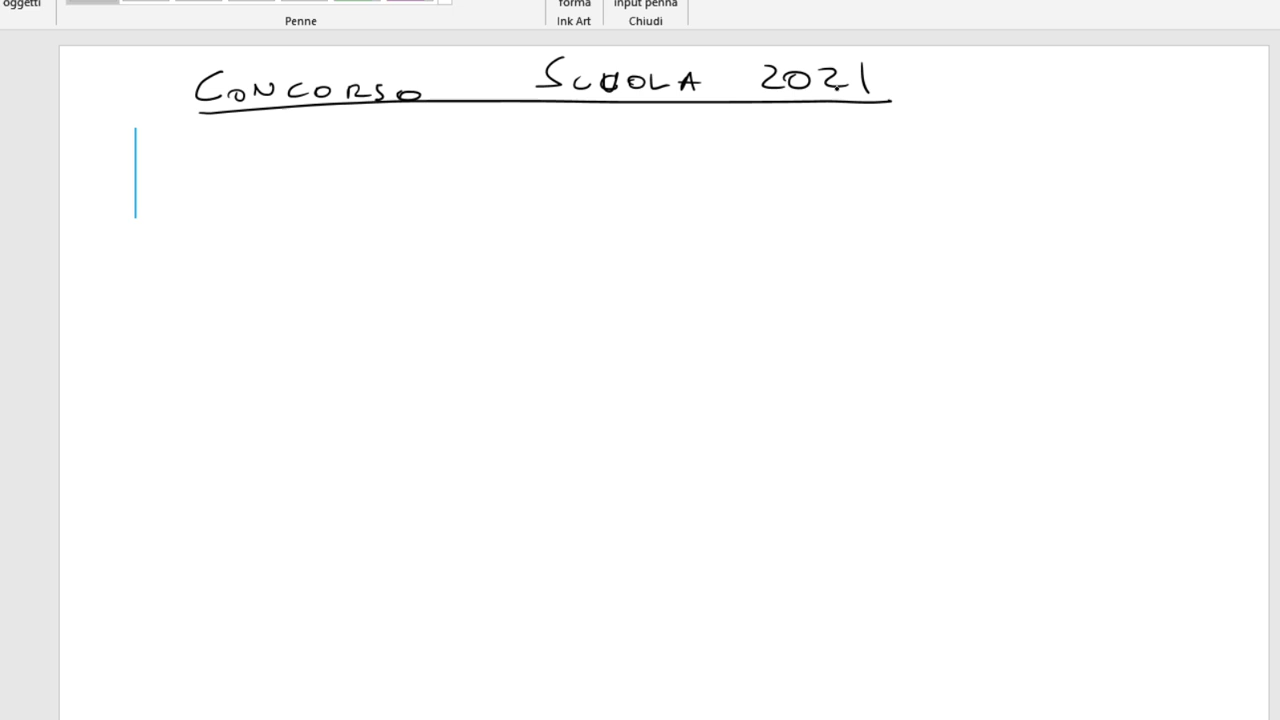 oggetti
forma
input penna
Penne
Ink Art
Chiudi
CONCORSO SCUOLA 2021